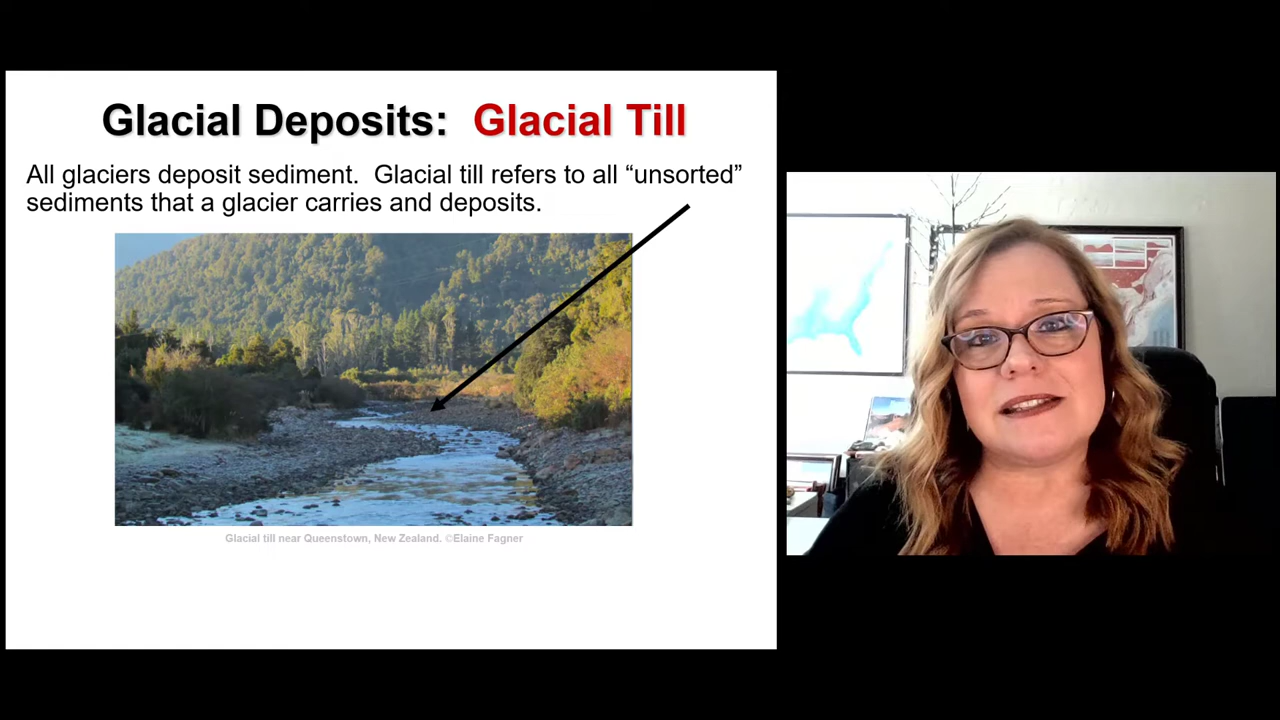 Glacial Deposits: Glacial Till
All glaciers deposit sediment. Glacial till refers to all “unsorted”
sediments that a glacier carries and deposits.
Glacial till near Queenstown, New Zealand. ©Elaine Fagner